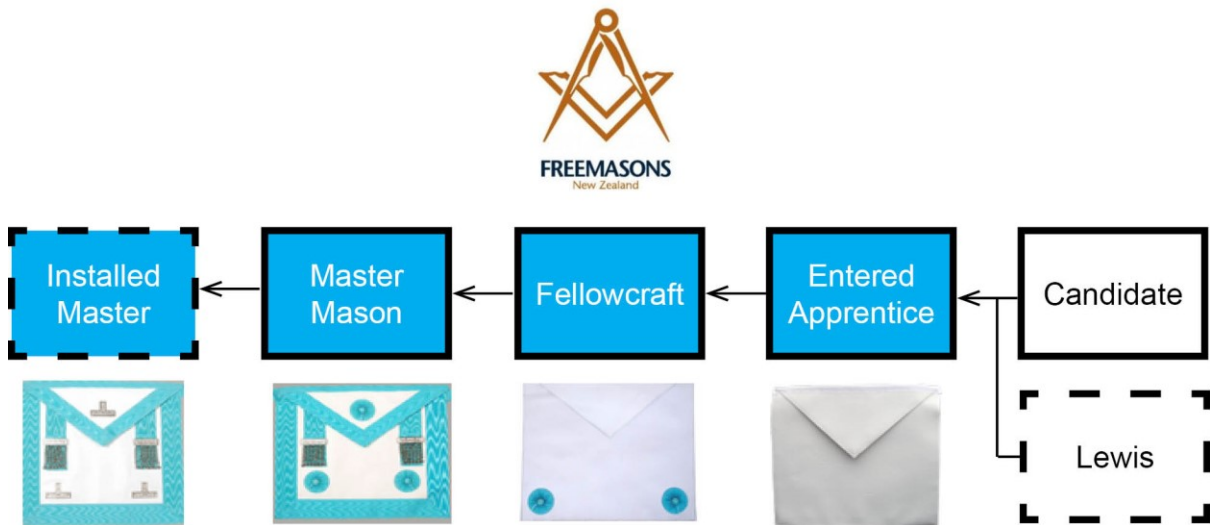 FREEMASONS
New Zealand
Installed
Master
Master
Mason
Fellowcraft
Entered
Apprentice
Candidate
Lewis